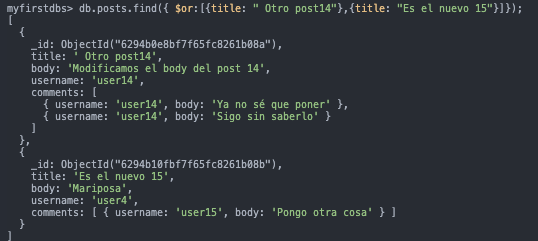 myfirstdbs> db.posts.find({ $or:[{title: " Otro post14"},{title: "Es el nuevo 15"}]});
[
  {
    _id: ObjectId("6294b0e8bf7f65fc8261b08a"),
    title: ' Otro post14',
    body: 'Modificamos el body del post 14',
    username: 'user14',
    comments: [
      { username: 'user14', body: 'Ya no sé que poner' },
      { username: 'user14', body: 'Sigo sin saberlo' }
    ]
  },
  {
    _id: ObjectId("6294b10fbf7f65fc8261b08b"),
    title: 'Es el nuevo 15',
    body: 'Mariposa',
    username: 'user4',
    comments: [ { username: 'user15', body: 'Pongo otra cosa' } ]
  }
]